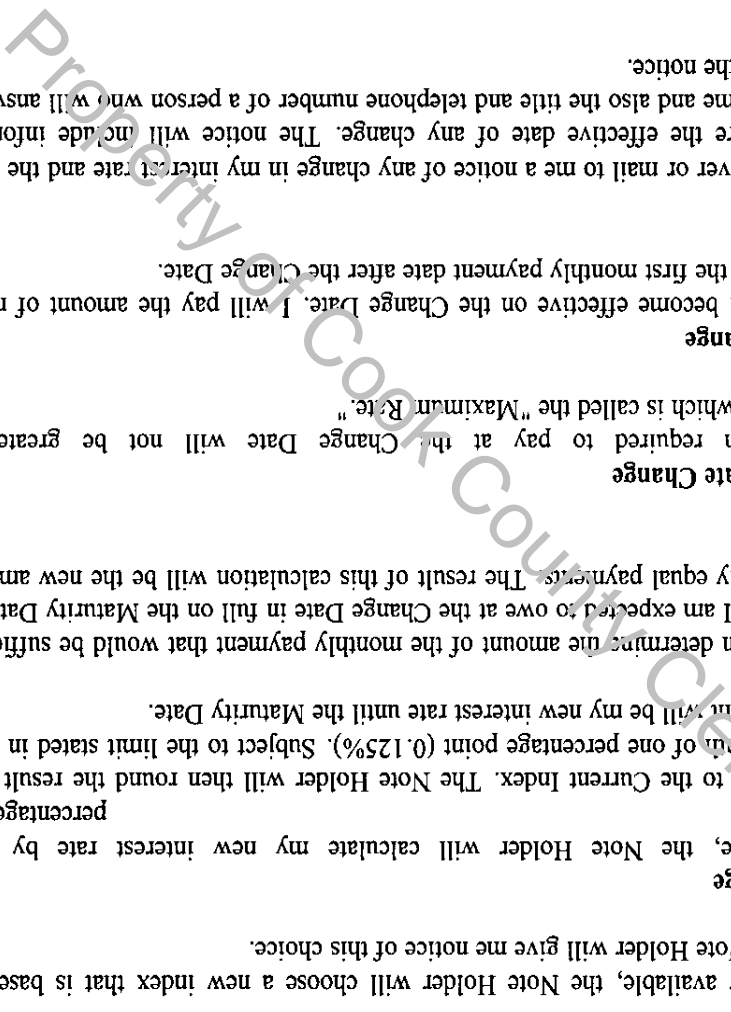 available, the Note Holder will choose a new index that is base
ote Holder will give me notice of this choice.
ge
e, the Note Holder will calculate my new interest rate by
percentage
to the Current Index. The Note Holder will then round the result
of one percentage point (0.125%). Subject to the limit stated in
will be my new interest rate until the Maturity Date.
determine the amount of the monthly payment that would be suffic
I am expected to owe at the Change Date in full on the Maturity Dat
y equal payments. The result of this calculation will be the new am
ate Change
required to pay at the Change Date will not be greate
which is called the "Maximum Rate."
ange
become effective on the Change Date. I will pay the amount of
the first monthly payment date after the Change Date.
ver or mail to me a notice of any change in my interest rate and the
re the effective date of any change. The notice will include infor
me and also the title and telephone number of a person who will answ
the notice.
Property of Cook County Cler